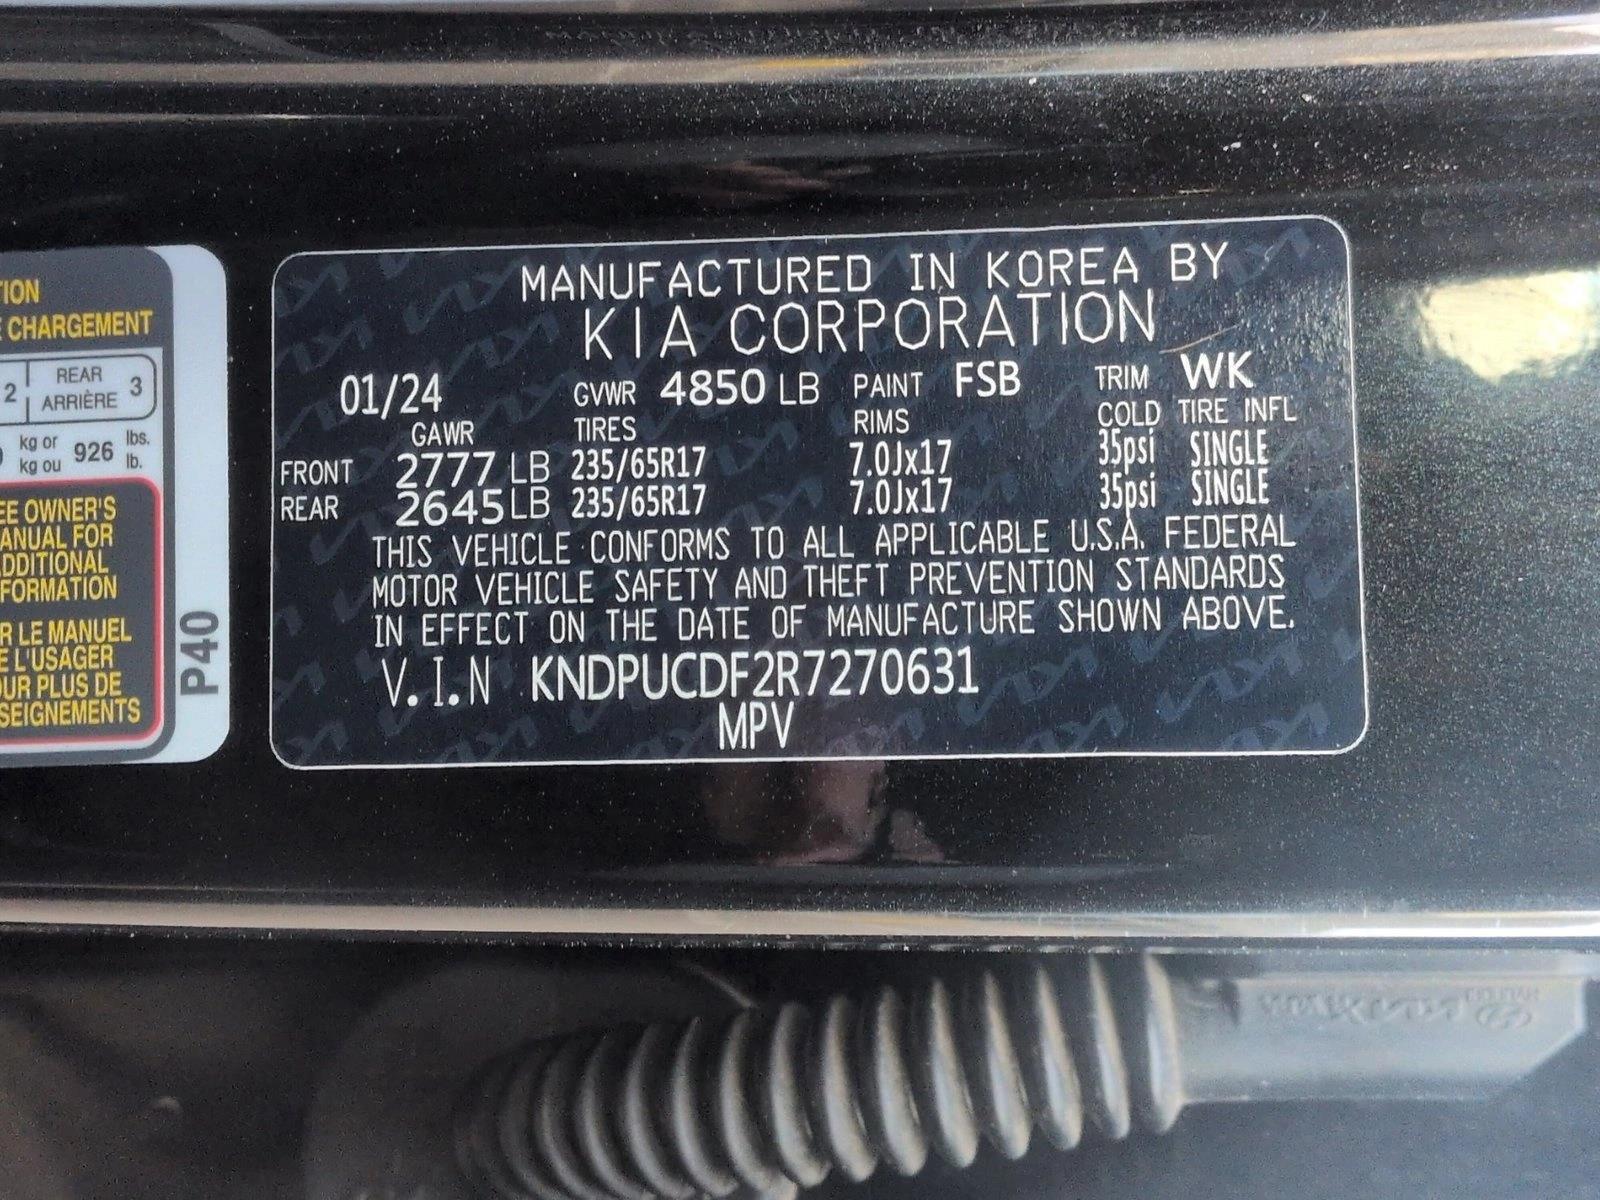 TION
E CHARGEMENT
2 REAR ARRIÈRE 3
kg or kg ou 926 lbs. lb.
EE OWNER'S
ANUAL FOR
DDITIONAL
FORMATION
R LE MANUEL
E L'USAGER
OUR PLUS DE
SEIGNEMENTS
P40
MANUFACTURED IN KOREA BY
KIA CORPORATION
01/24 GVWR 4850 LB PAINT FSB TRIM WK
GAWR TIRES RIMS COLD TIRE INFL
FRONT 2777 LB 235/65R17 7.0Jx17 35psi SINGLE
REAR 2645 LB 235/65R17 7.0Jx17 35psi SINGLE
THIS VEHICLE CONFORMS TO ALL APPLICABLE U.S.A. FEDERAL
MOTOR VEHICLE SAFETY AND THEFT PREVENTION STANDARDS
IN EFFECT ON THE DATE OF MANUFACTURE SHOWN ABOVE.
V.I.N KNDPUCDF2R7270631
MPV